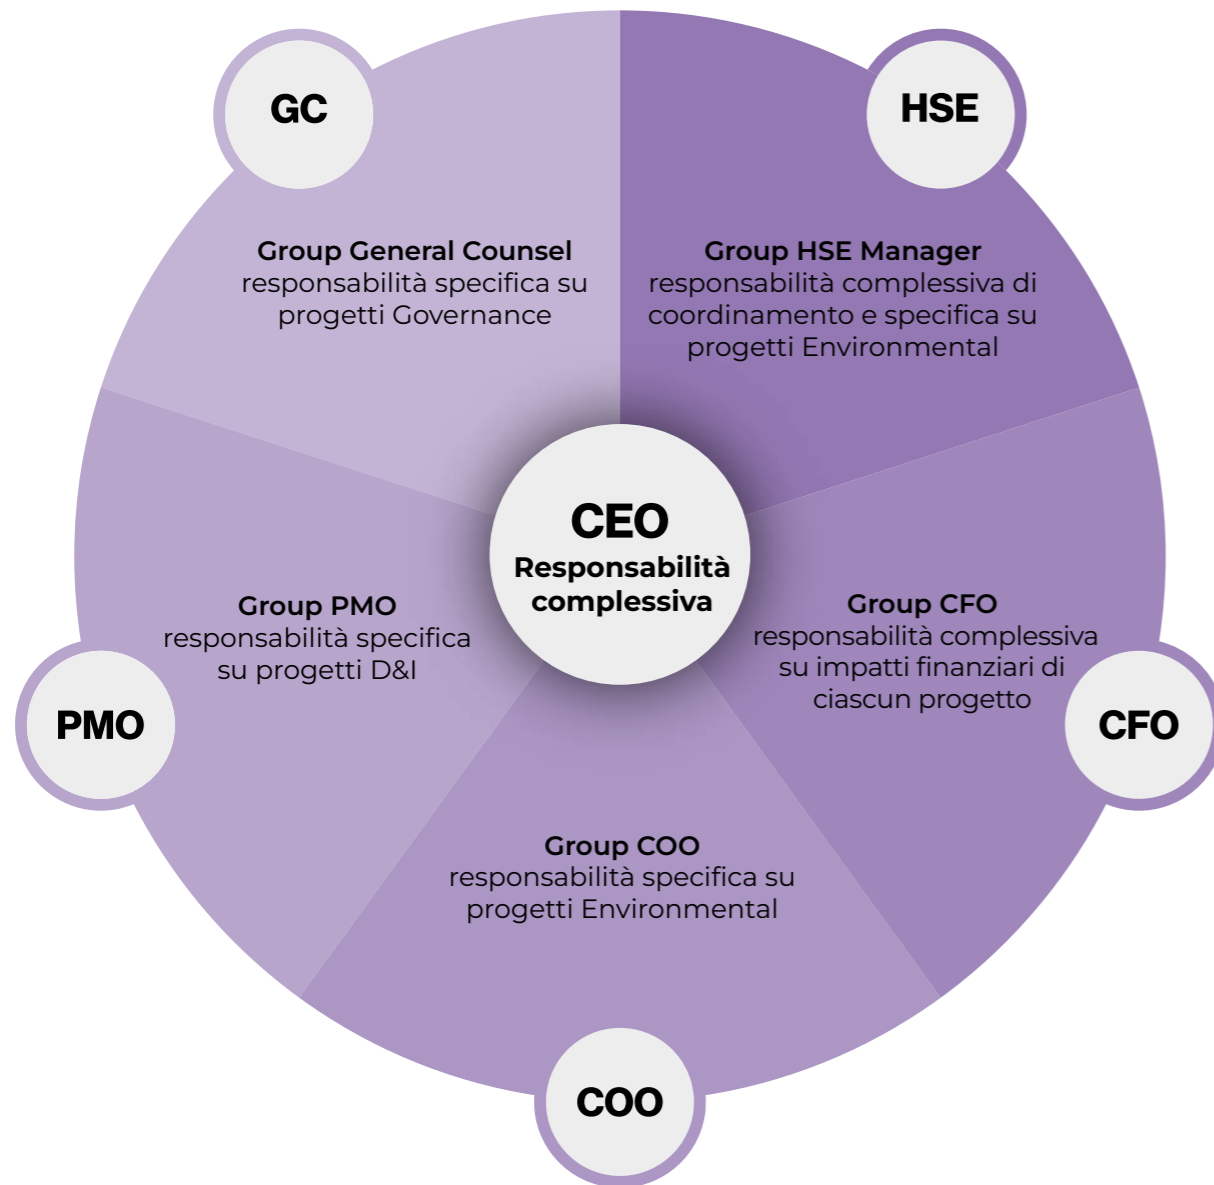 GC
Group General Counsel
responsabilità specifica su
progetti Governance
HSE
Group HSE Manager
responsabilità complessiva di
coordinamento e specifica su
progetti Environmental
CEO
Responsabilità
complessiva
Group CFO
responsabilità complessiva
su impatti finanziari di
ciascun progetto
CFO
Group COO
responsabilità specifica su
progetti Environmental
COO
Group PMO
responsabilità specifica
su progetti D&I
PMO